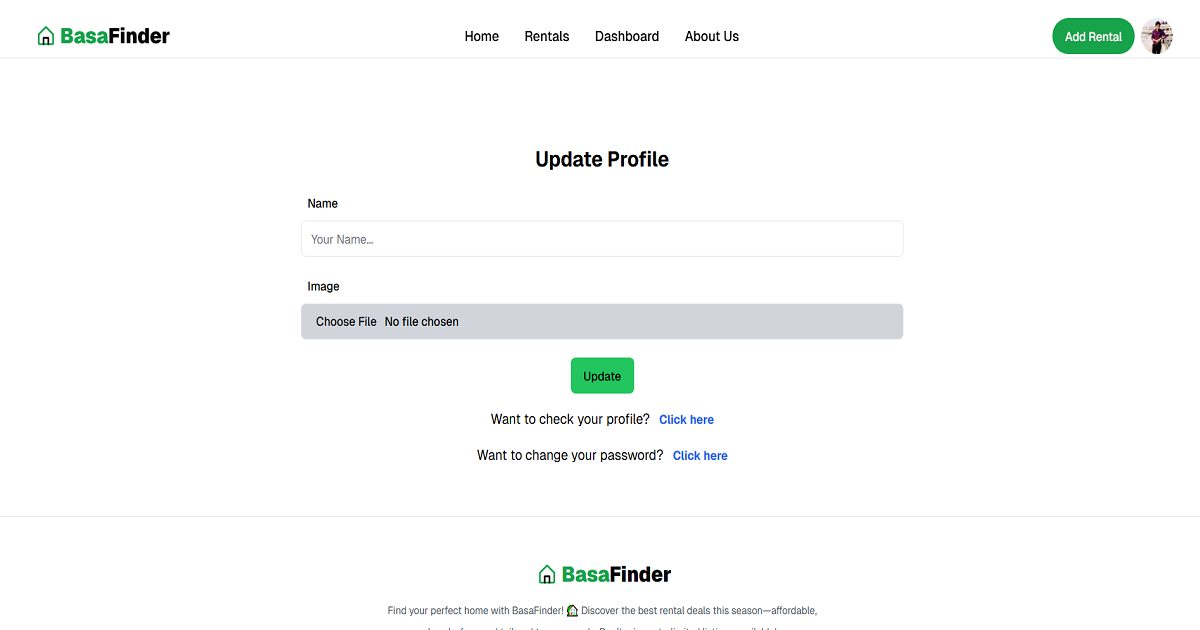 BasaFinder
Home Rentals Dashboard About Us
Add Rental
Update Profile
Name
Your Name...
Image
Choose File No file chosen
Update
Want to check your profile? Click here
Want to change your password? Click here
BasaFinder
Find your perfect home with BasaFinder! 🏡 Discover the best rental deals this season—affordable,